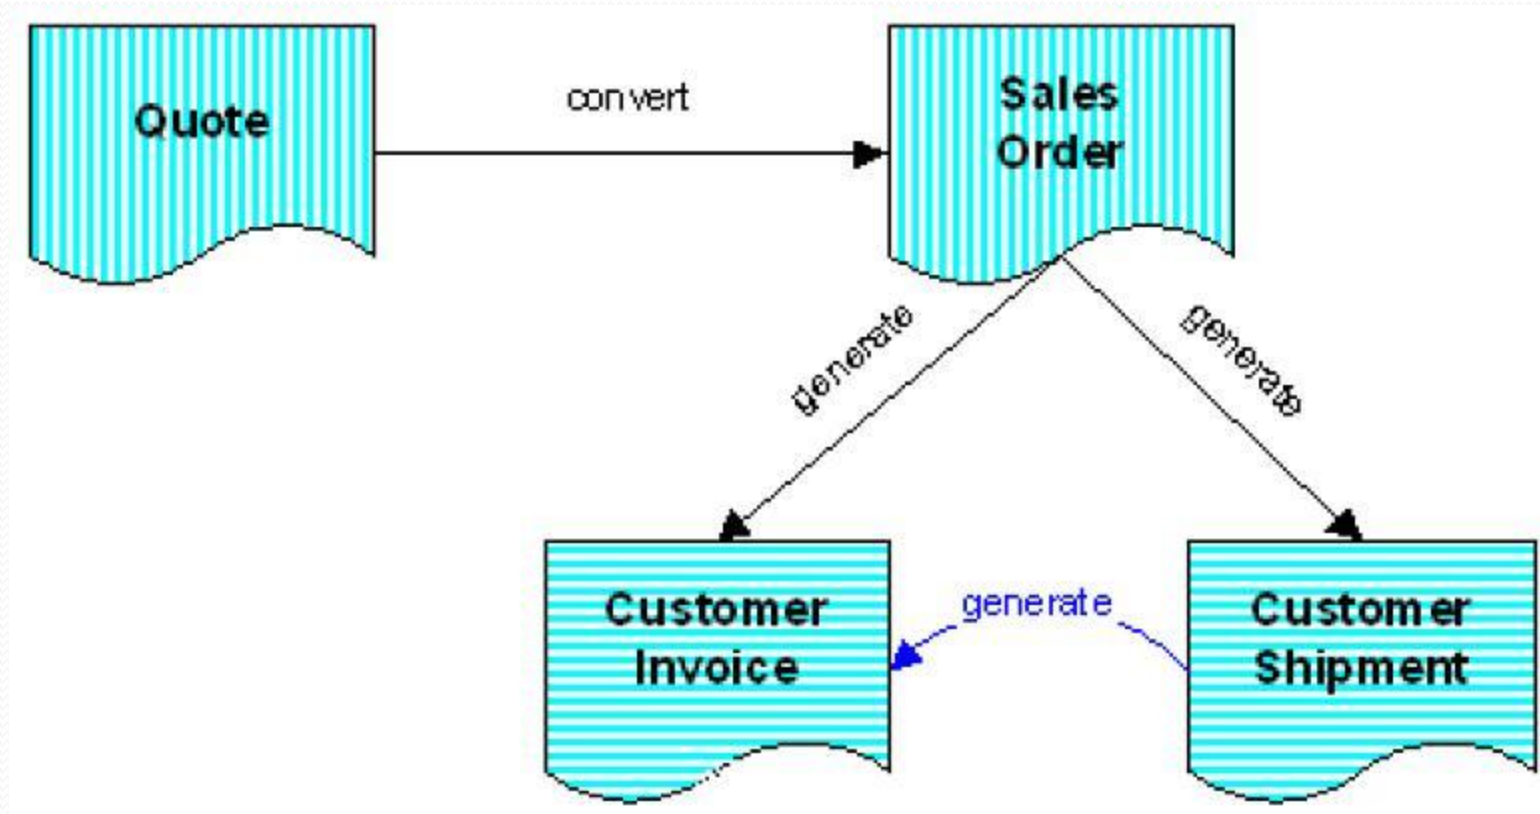 Quote
convert
Sales
Order
generate
generate
Customer
Invoice
generate
Customer
Shipment